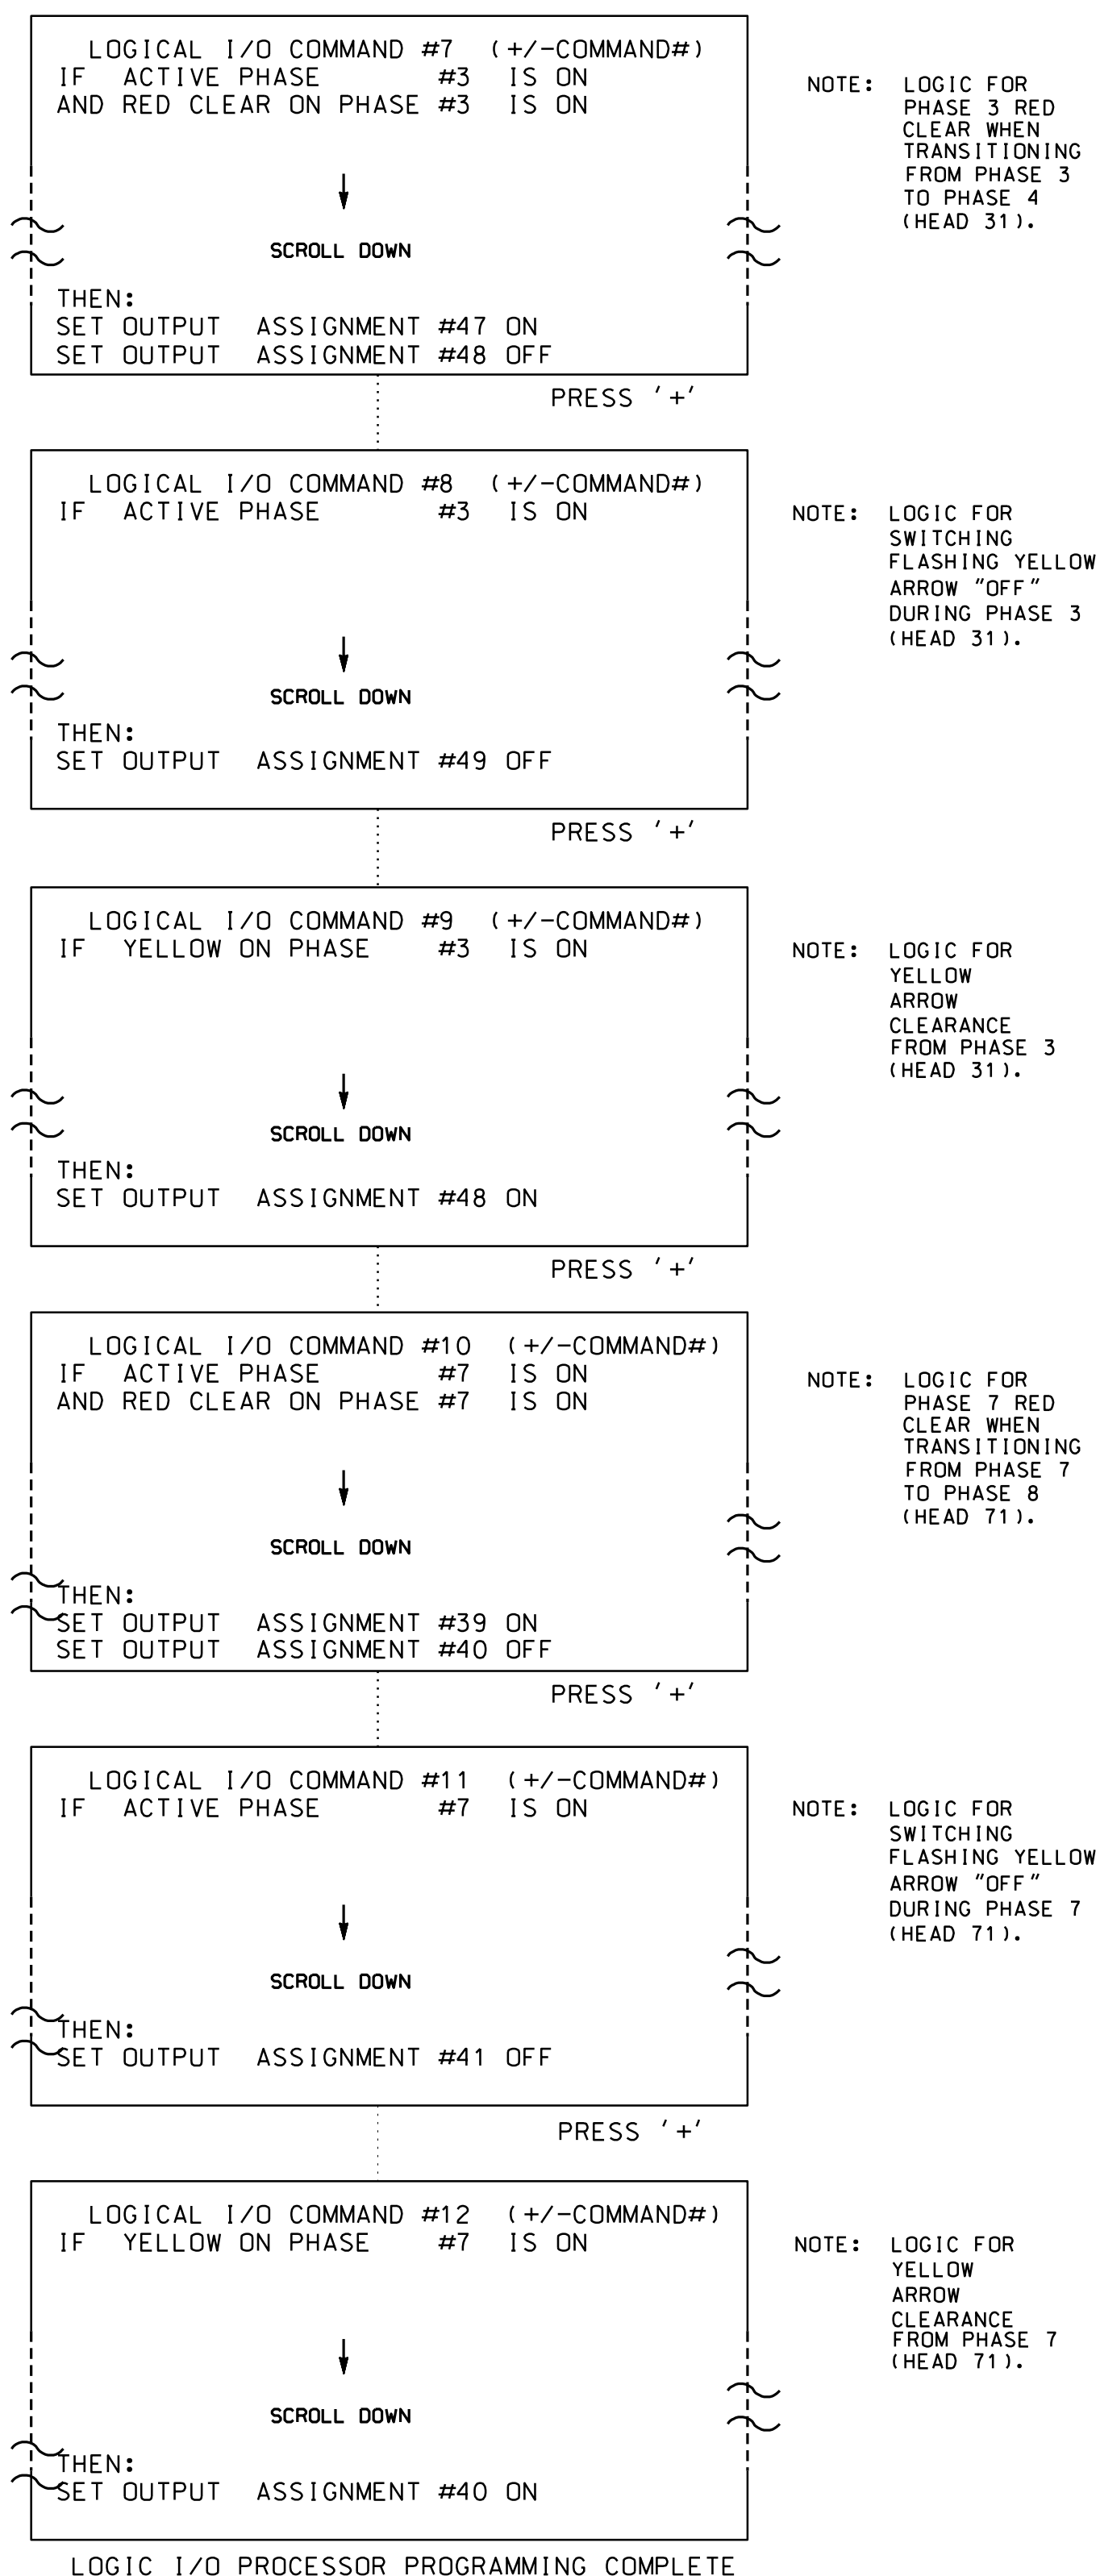 LOGICAL I/O COMMAND #7 (+/-COMMAND#)
IF ACTIVE PHASE #3 IS ON
AND RED CLEAR ON PHASE #3 IS ON
SCROLL DOWN
THEN:
SET OUTPUT ASSIGNMENT #47 ON
SET OUTPUT ASSIGNMENT #48 OFF
NOTE: LOGIC FOR
PHASE 3 RED
CLEAR WHEN
TRANSITIONING
FROM PHASE 3
TO PHASE 4
(HEAD 31).
PRESS '+'
LOGICAL I/O COMMAND #8 (+/-COMMAND#)
IF ACTIVE PHASE #3 IS ON
SCROLL DOWN
THEN:
SET OUTPUT ASSIGNMENT #49 OFF
NOTE: LOGIC FOR
SWITCHING
FLASHING YELLOW
ARROW "OFF"
DURING PHASE 3
(HEAD 31).
PRESS '+'
LOGICAL I/O COMMAND #9 (+/-COMMAND#)
IF YELLOW ON PHASE #3 IS ON
SCROLL DOWN
THEN:
SET OUTPUT ASSIGNMENT #48 ON
NOTE: LOGIC FOR
YELLOW
ARROW
CLEARANCE
FROM PHASE 3
(HEAD 31).
PRESS '+'
LOGICAL I/O COMMAND #10 (+/-COMMAND#)
IF ACTIVE PHASE #7 IS ON
AND RED CLEAR ON PHASE #7 IS ON
SCROLL DOWN
THEN:
SET OUTPUT ASSIGNMENT #39 ON
SET OUTPUT ASSIGNMENT #40 OFF
NOTE: LOGIC FOR
PHASE 7 RED
CLEAR WHEN
TRANSITIONING
FROM PHASE 7
TO PHASE 8
(HEAD 71).
PRESS '+'
LOGICAL I/O COMMAND #11 (+/-COMMAND#)
IF ACTIVE PHASE #7 IS ON
SCROLL DOWN
THEN:
SET OUTPUT ASSIGNMENT #41 OFF
NOTE: LOGIC FOR
SWITCHING
FLASHING YELLOW
ARROW "OFF"
DURING PHASE 7
(HEAD 71).
PRESS '+'
LOGICAL I/O COMMAND #12 (+/-COMMAND#)
IF YELLOW ON PHASE #7 IS ON
SCROLL DOWN
THEN:
SET OUTPUT ASSIGNMENT #40 ON
NOTE: LOGIC FOR
YELLOW
ARROW
CLEARANCE
FROM PHASE 7
(HEAD 71).
LOGIC I/O PROCESSOR PROGRAMMING COMPLETE